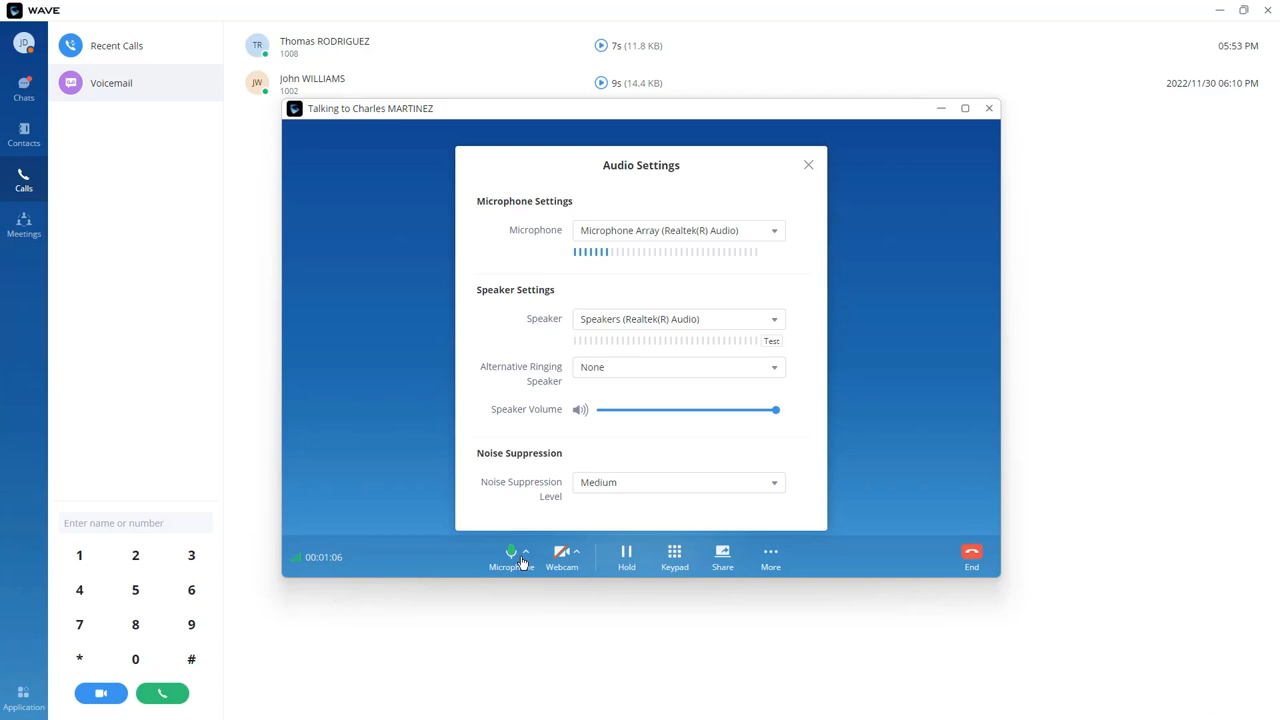 WAVE
JD
Chats
Contacts
Calls
Meetings
Application
Recent Calls
Voicemail
TR Thomas RODRIGUEZ 7s (11.8 KB) 05:53 PM
1008
JW John WILLIAMS 9s (14.4 KB) 2022/11/30 06:10 PM
1002
Talking to Charles MARTINEZ
Audio Settings
Microphone Settings
Microphone Microphone Array (Realtek(R) Audio)
Speaker Settings
Speaker Speakers (Realtek(R) Audio)
Test
Alternative Ringing None
Speaker
Speaker Volume
Noise Suppression
Noise Suppression Medium
Level
00:01:06
Microphone Webcam Hold Keypad Share More End
Enter name or number
1 2 3
4 5 6
7 8 9
* 0 #